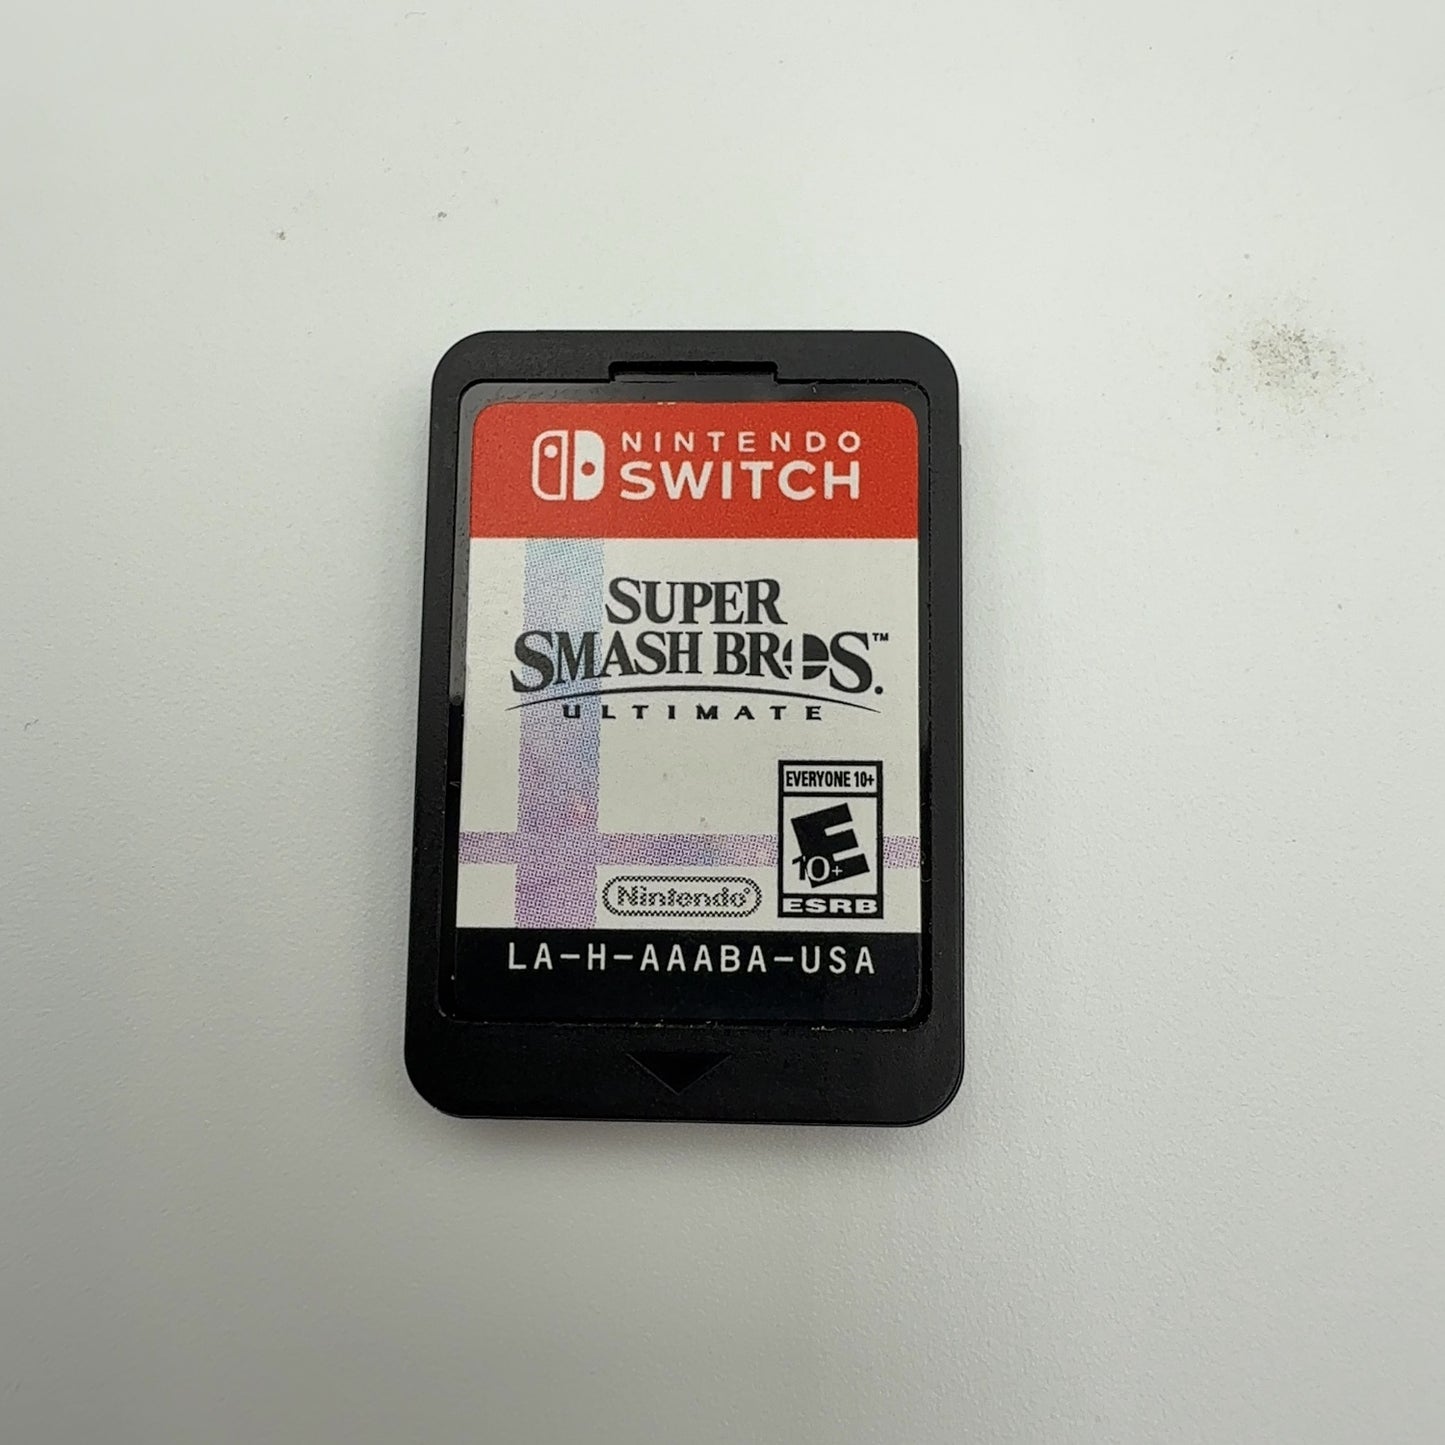 NINTENDO
SWITCH
SUPER
SMASH BROS.™
ULTIMATE
EVERYONE 10+
E
10+
ESRB
Nintendo®
LA-H-AAABA-USA